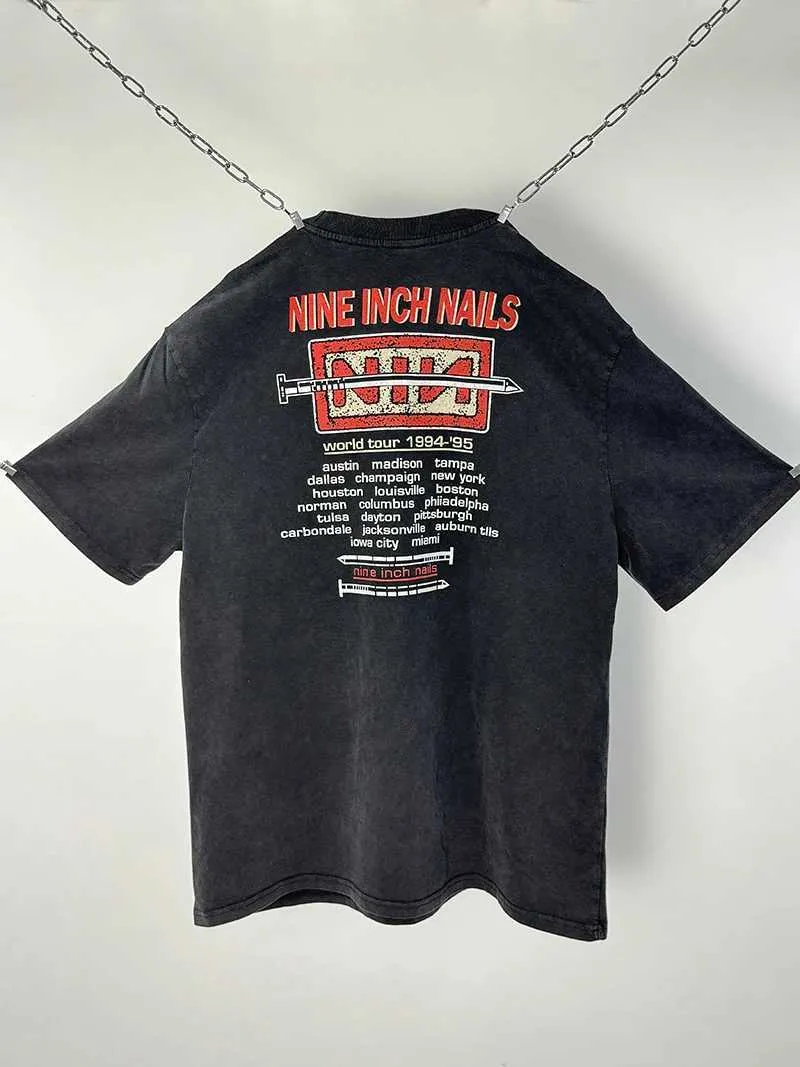 NINE INCH NAILS
NIN
world tour 1994-'95
austin madison tampa
dallas champaign new york
houston louisville boston
norman columbus philadelpha
tulsa dayton pittsburgh
carbondale jacksonville auburn tlls
iowa city miami
nine inch nails